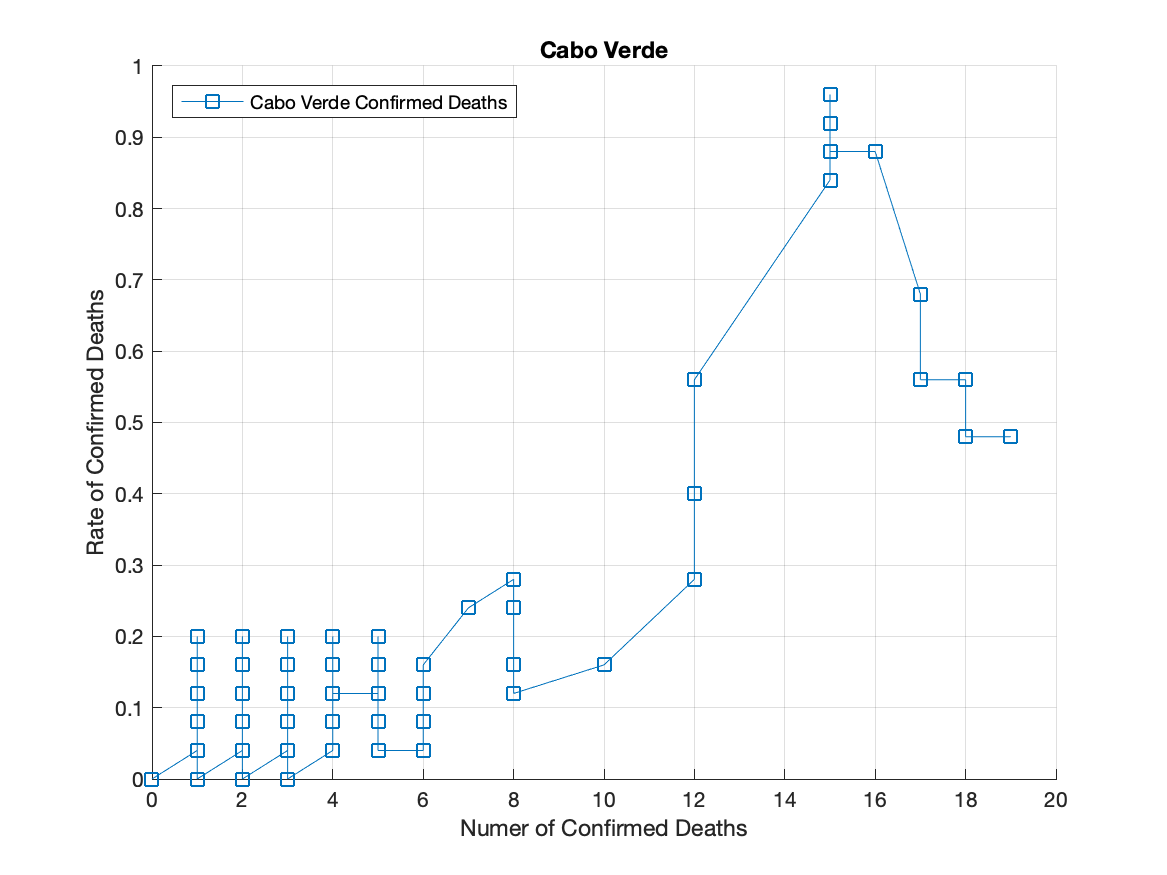 Cabo Verde
Cabo Verde Confirmed Deaths
Rate of Confirmed Deaths
1
0.9
0.8
0.7
0.6
0.5
0.4
0.3
0.2
0.1
0
0 2 4 6 8 10 12 14 16 18 20
Numer of Confirmed Deaths